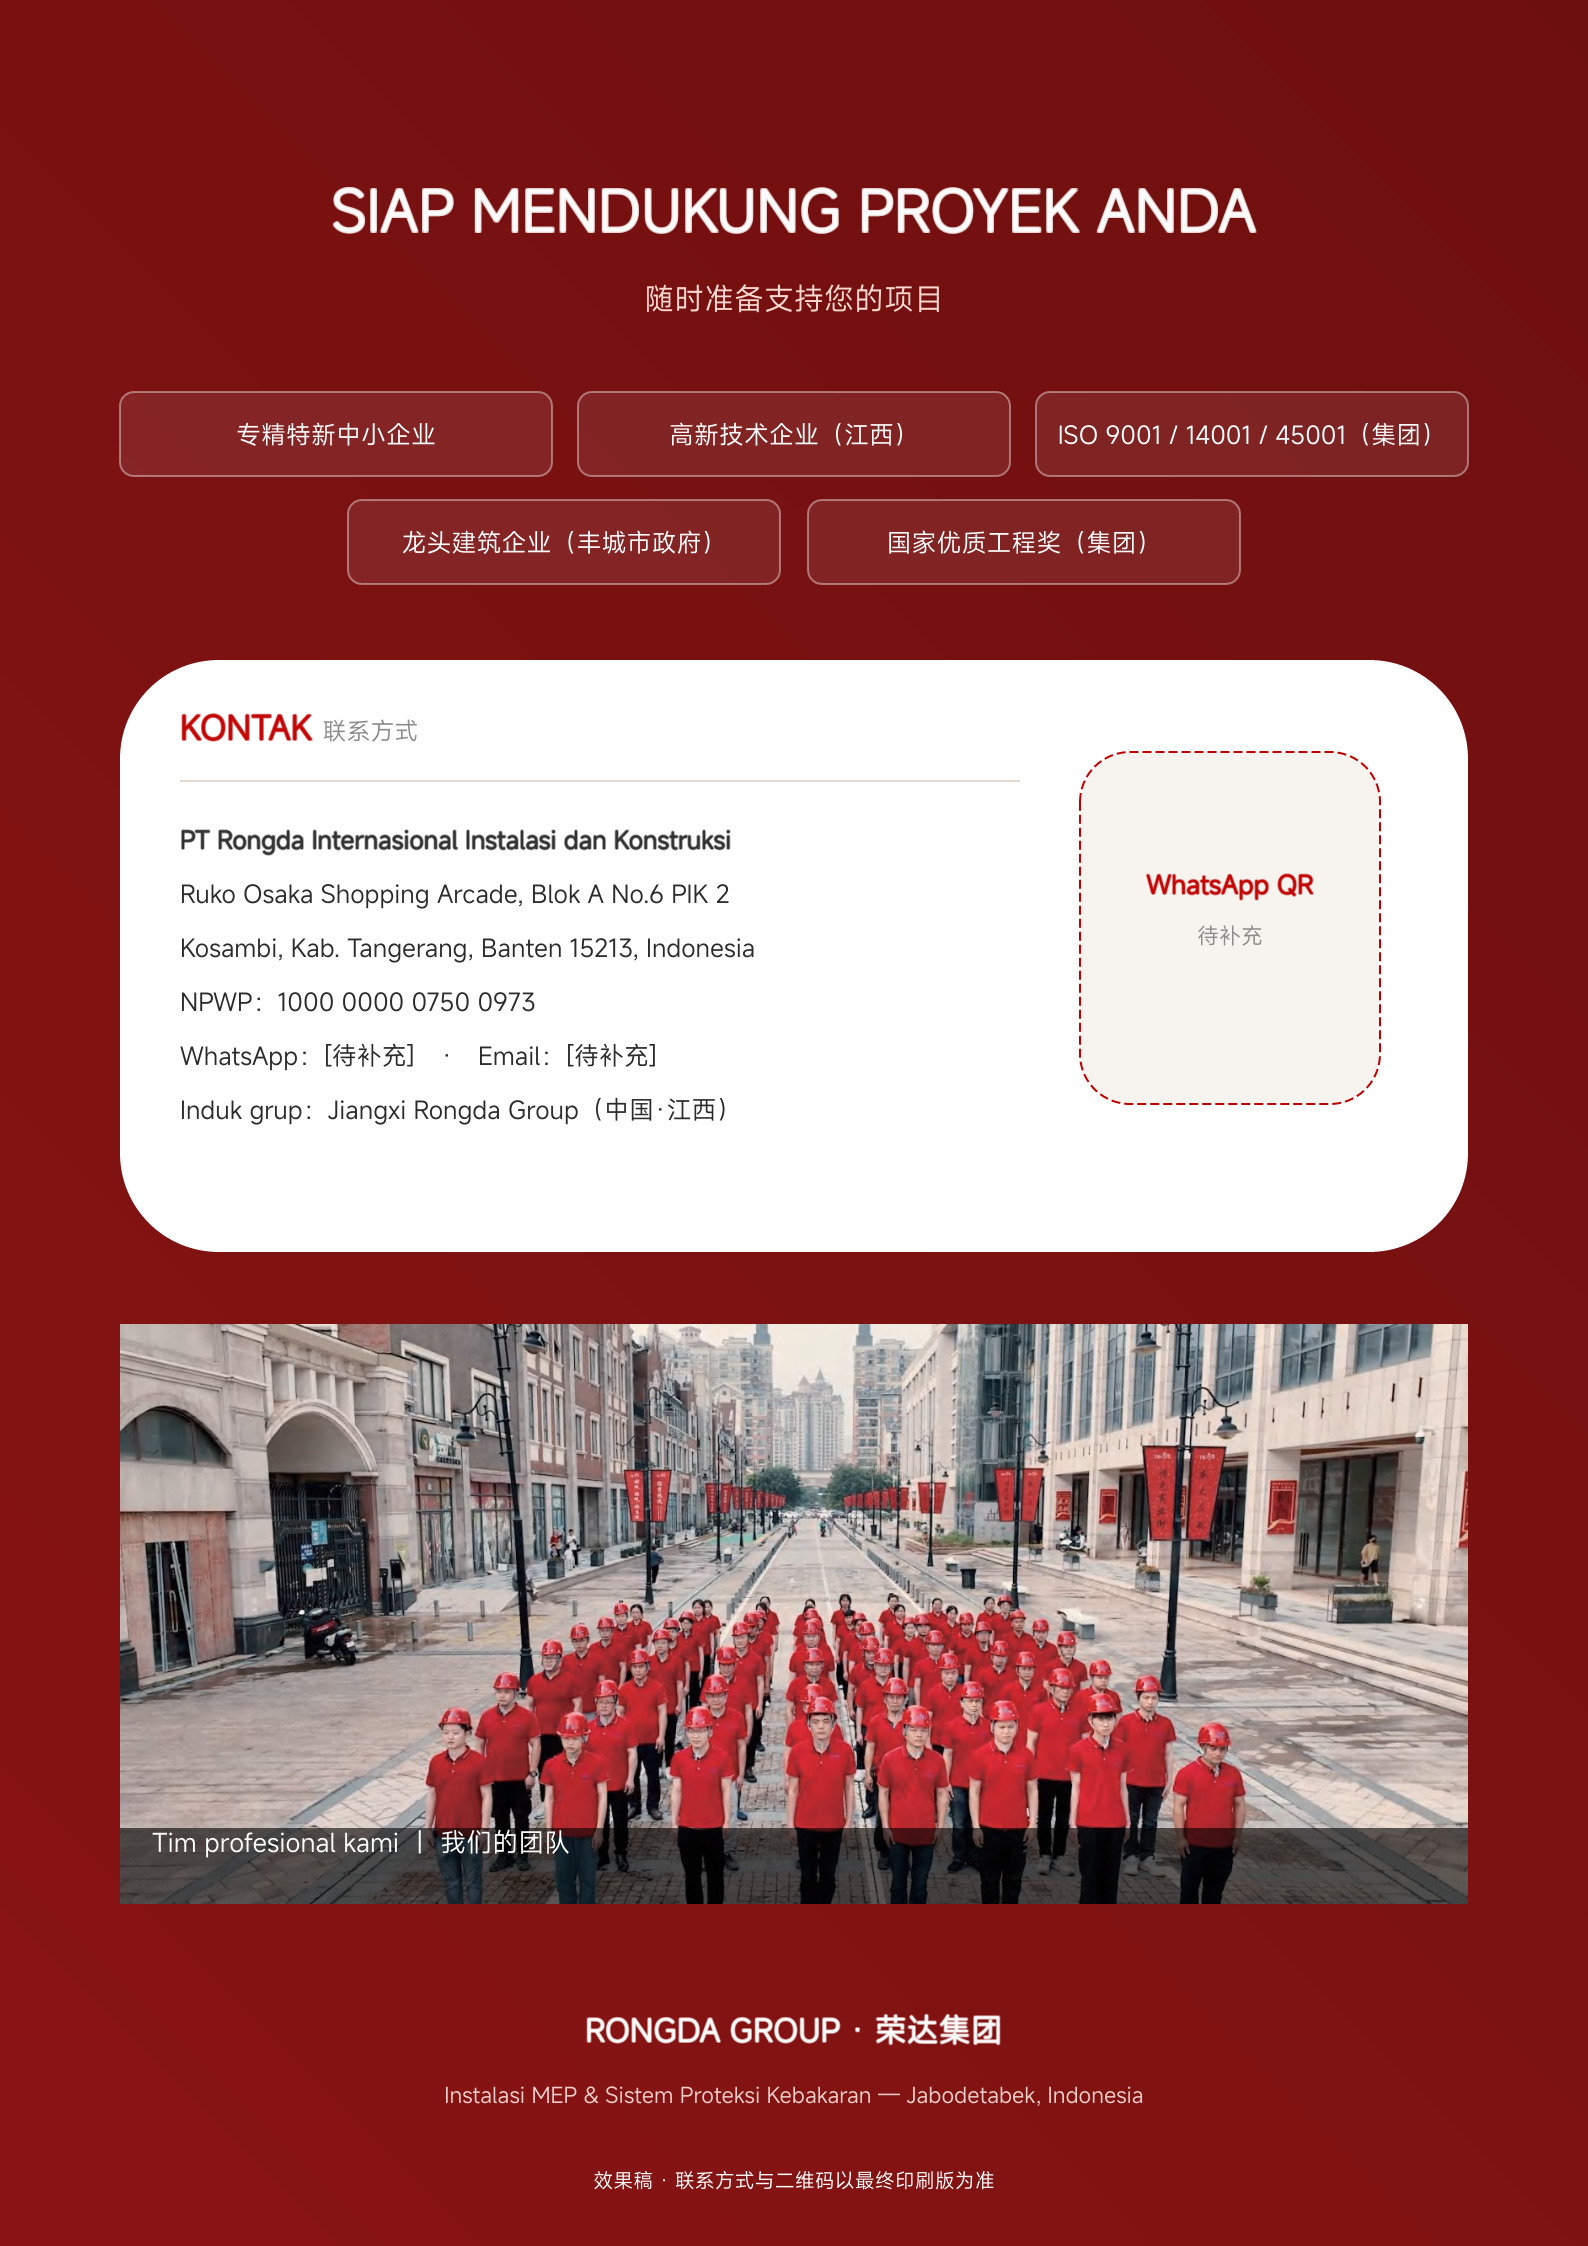 SIAP MENDUKUNG PROYEK ANDA
随时准备支持您的项目
专精特新中小企业
高新技术企业（江西）
ISO 9001 / 14001 / 45001（集团）
龙头建筑企业（丰城市政府）
国家优质工程奖（集团）
KONTAK 联系方式
PT Rongda Internasional Instalasi dan Konstruksi
Ruko Osaka Shopping Arcade, Blok A No.6 PIK 2
Kosambi, Kab. Tangerang, Banten 15213, Indonesia
NPWP：1000 0000 0750 0973
WhatsApp：[待补充] · Email：[待补充]
Induk grup：Jiangxi Rongda Group（中国·江西）
WhatsApp QR
待补充
Tim profesional kami | 我们的团队
RONGDA GROUP · 荣达集团
Instalasi MEP & Sistem Proteksi Kebakaran — Jabodetabek, Indonesia
效果稿 · 联系方式与二维码以最终印刷版为准